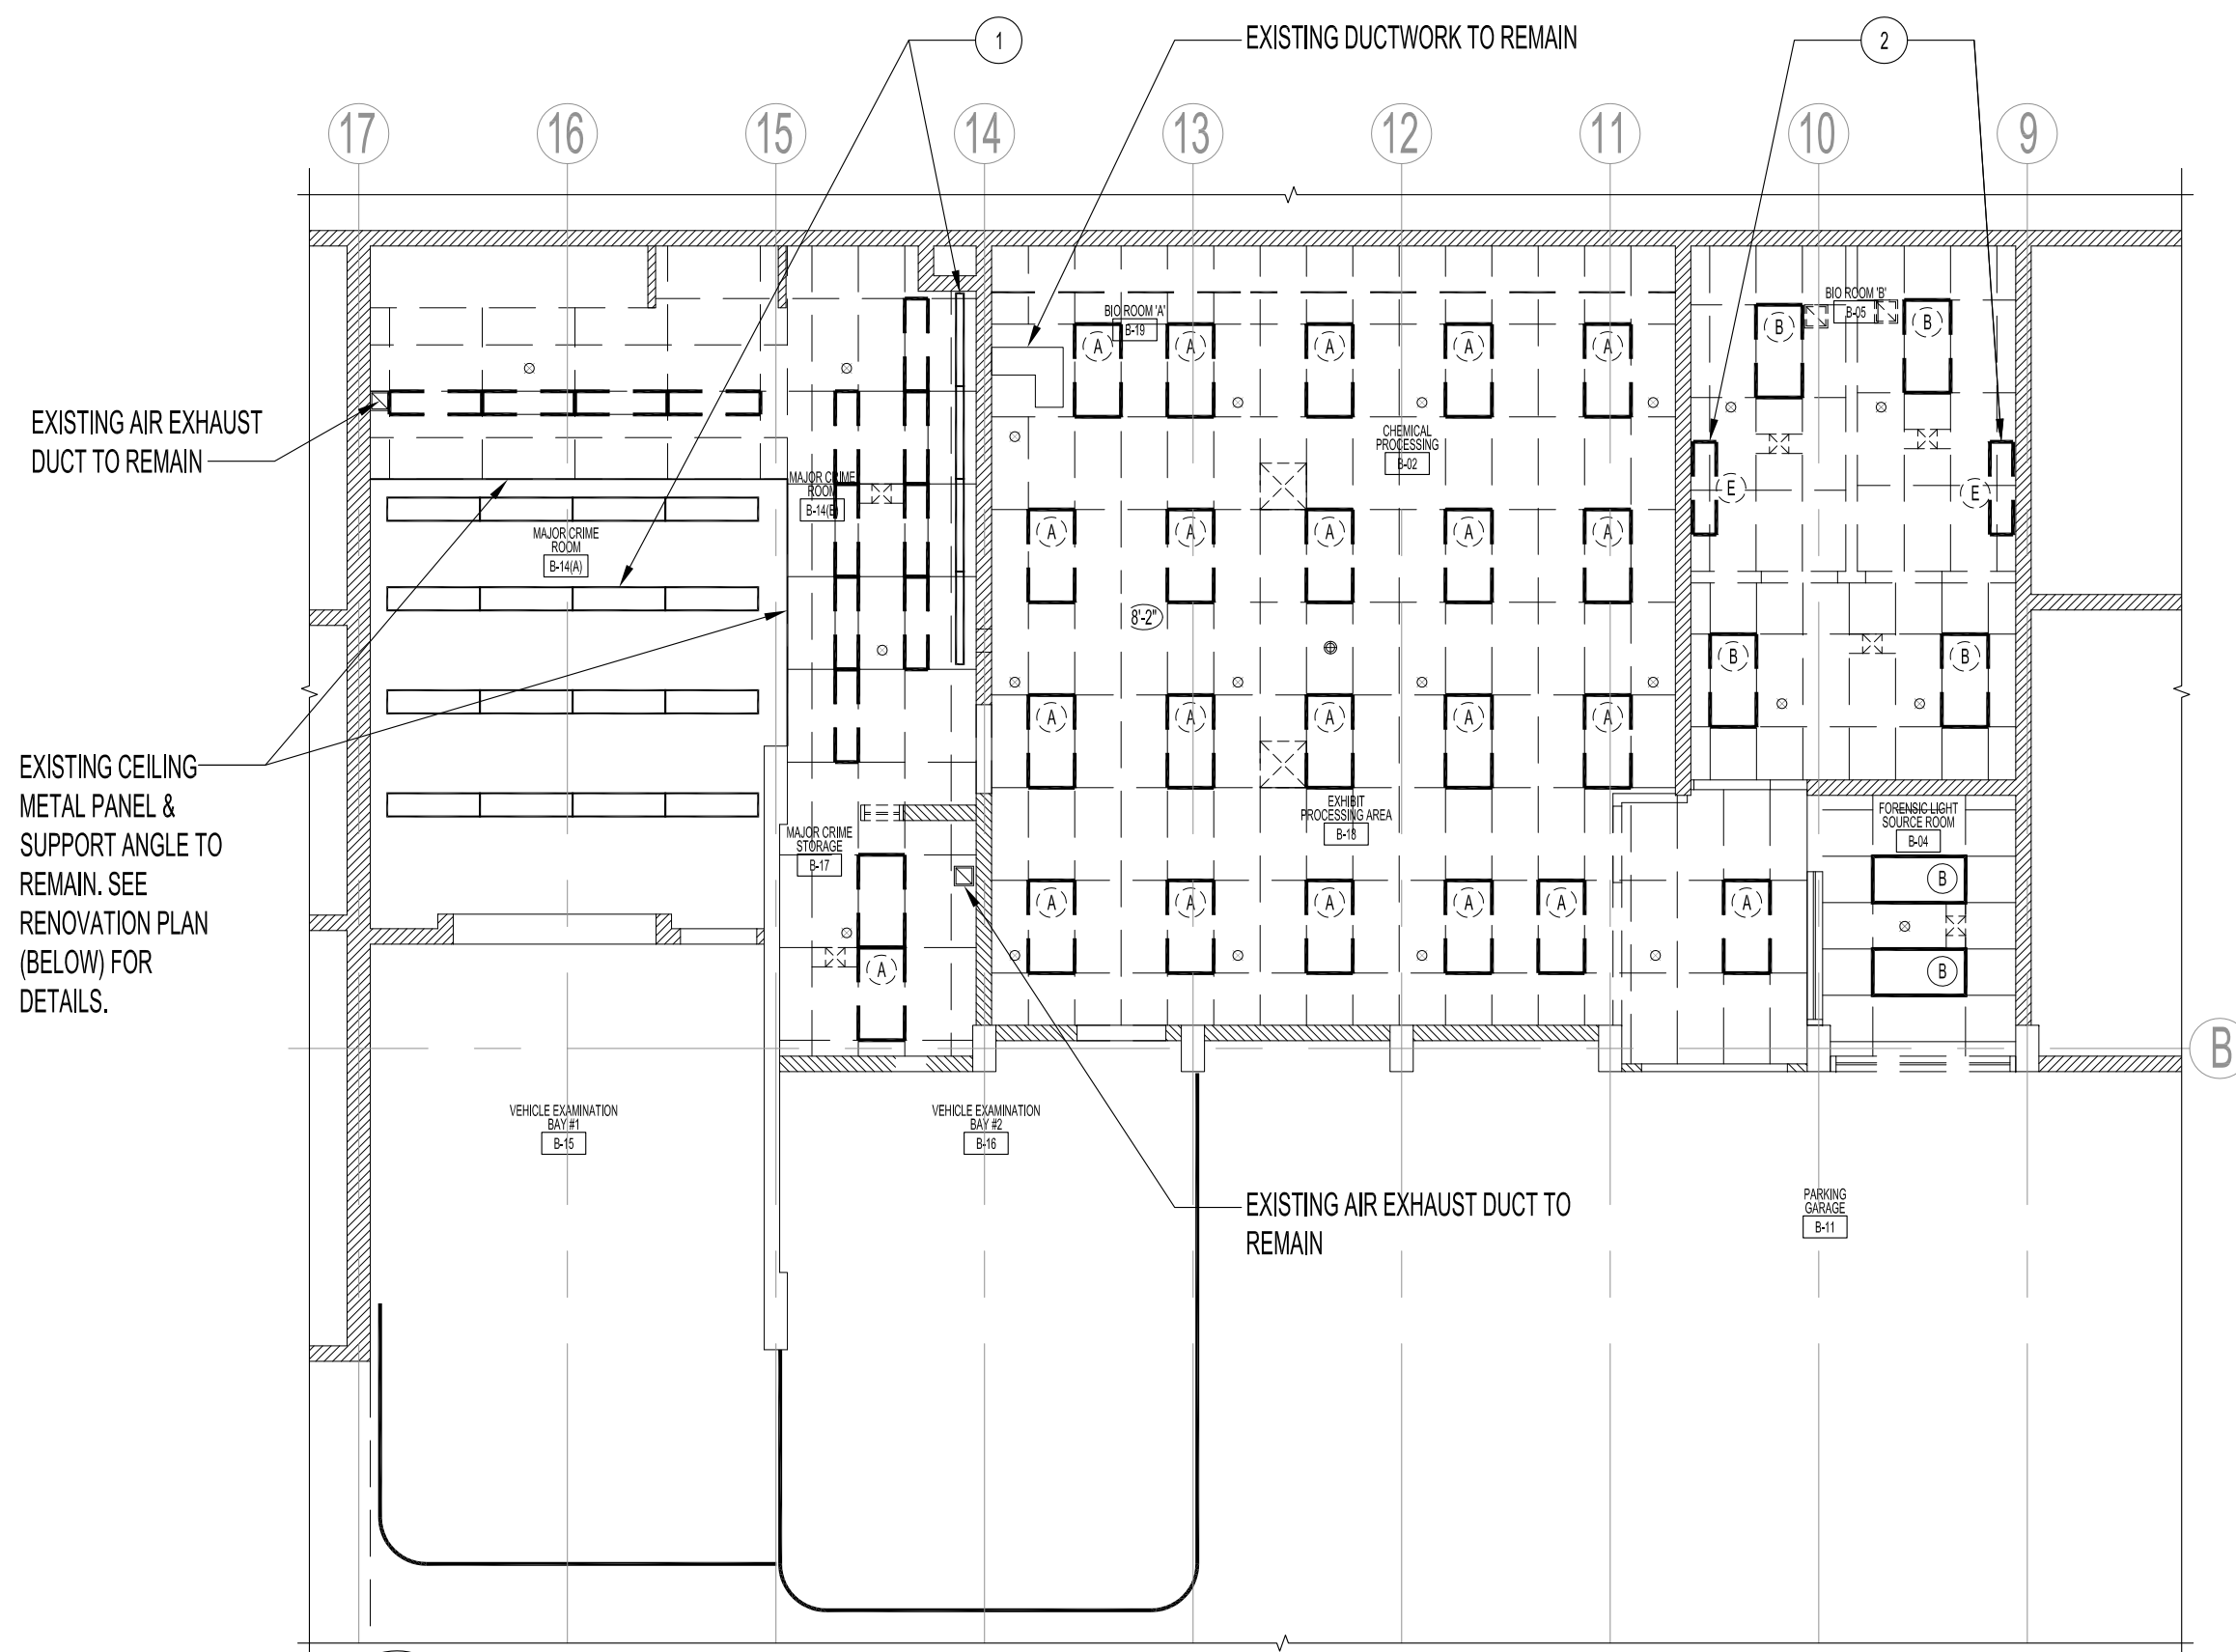 1
EXISTING DUCTWORK TO REMAIN
2
17
16
15
14
13
12
11
10
9
BIO ROOM 'A'
B-19
BIO ROOM 'B'
B-05
A
A
A
A
A
B
B
EXISTING AIR EXHAUST
DUCT TO REMAIN
CHEMICAL
PROCESSING
B-02
MAJOR CRIME
ROOM
B-14(B)
E
E
MAJOR CRIME
ROOM
B-14(A)
A
A
A
A
A
8'-2"
B
B
A
A
A
A
A
EXISTING CEILING
METAL PANEL &
SUPPORT ANGLE TO
REMAIN. SEE
RENOVATION PLAN
(BELOW) FOR
DETAILS.
EXHIBIT
PROCESSING AREA
B-18
FORENSIC LIGHT
SOURCE ROOM
B-04
MAJOR CRIME
STORAGE
B-17
B
A
A
A
A
A
A
A
B
B
VEHICLE EXAMINATION
BAY #1
B-15
VEHICLE EXAMINATION
BAY #2
B-16
EXISTING AIR EXHAUST DUCT TO
REMAIN
PARKING
GARAGE
B-11